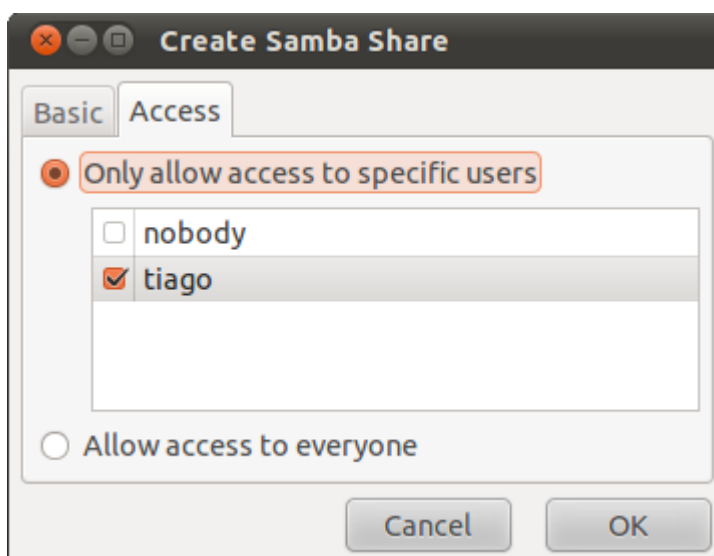 Create Samba Share
Basic Access
Only allow access to specific users
nobody
tiago
Allow access to everyone
Cancel OK